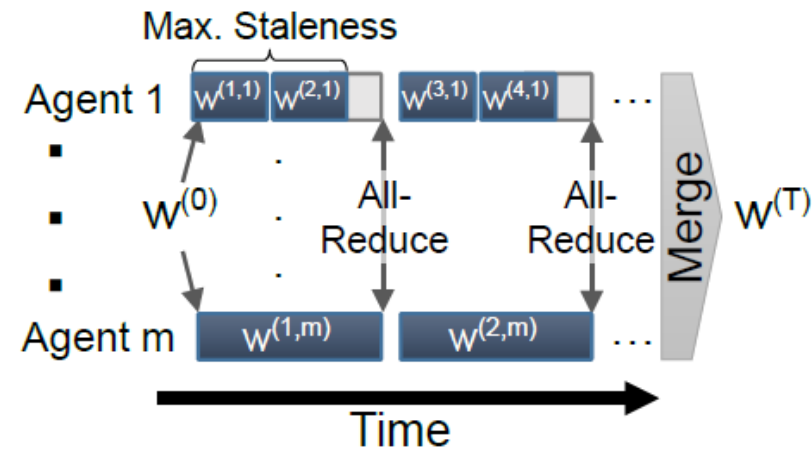 Max. Staleness
Agent 1 w(1,1) w(2,1) w(3,1) w(4,1) ...
w(0) All-Reduce All-Reduce Merge w(T)
Agent m w(1,m) w(2,m) ...
Time